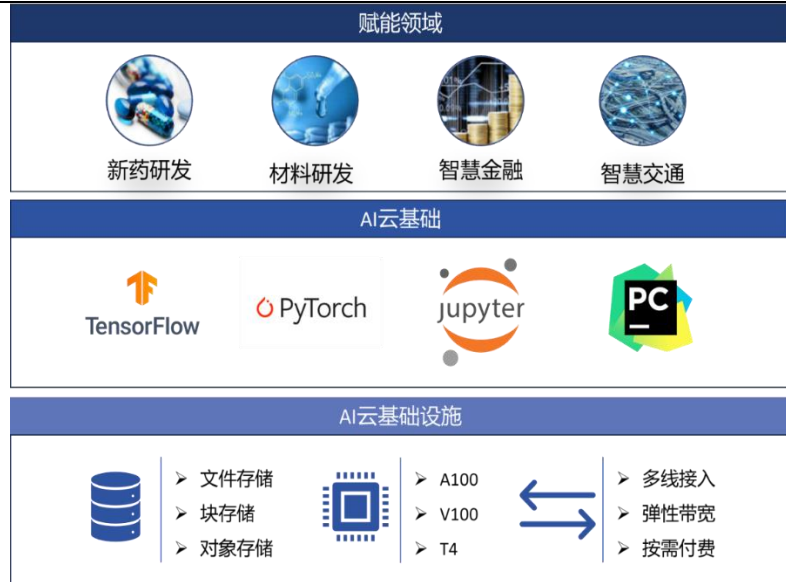 赋能领域
新药研发
材料研发
智慧金融
智慧交通
AI云基础
TensorFlow
PyTorch
jupyter
PC
AI云基础设施
文件存储
块存储
对象存储
A100
V100
T4
多线接入
弹性带宽
按需付费